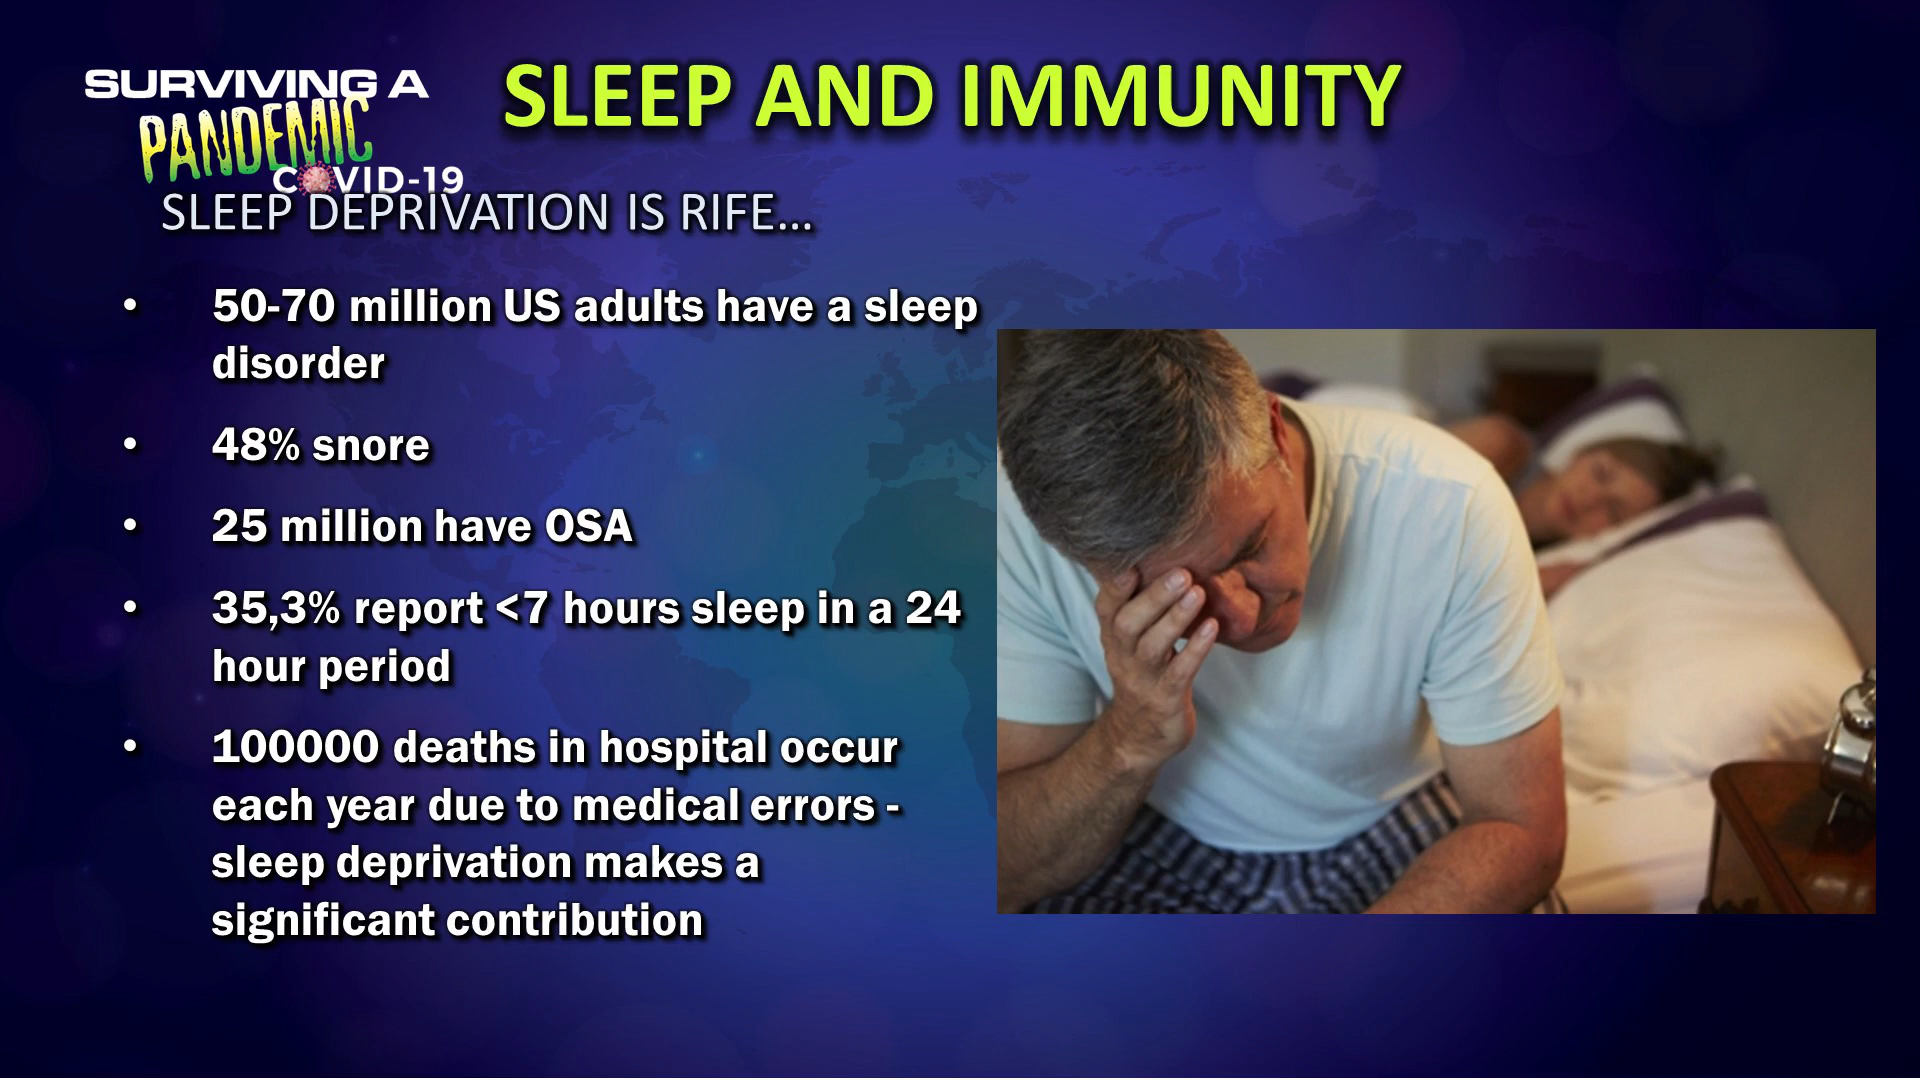 SURVIVING A
PANDEMIC
COVID-19
SLEEP AND IMMUNITY
SLEEP DEPRIVATION IS RIFE...
• 50-70 million US adults have a sleep
disorder
• 48% snore
• 25 million have OSA
• 35,3% report <7 hours sleep in a 24
hour period
• 100000 deaths in hospital occur
each year due to medical errors -
sleep deprivation makes a
significant contribution